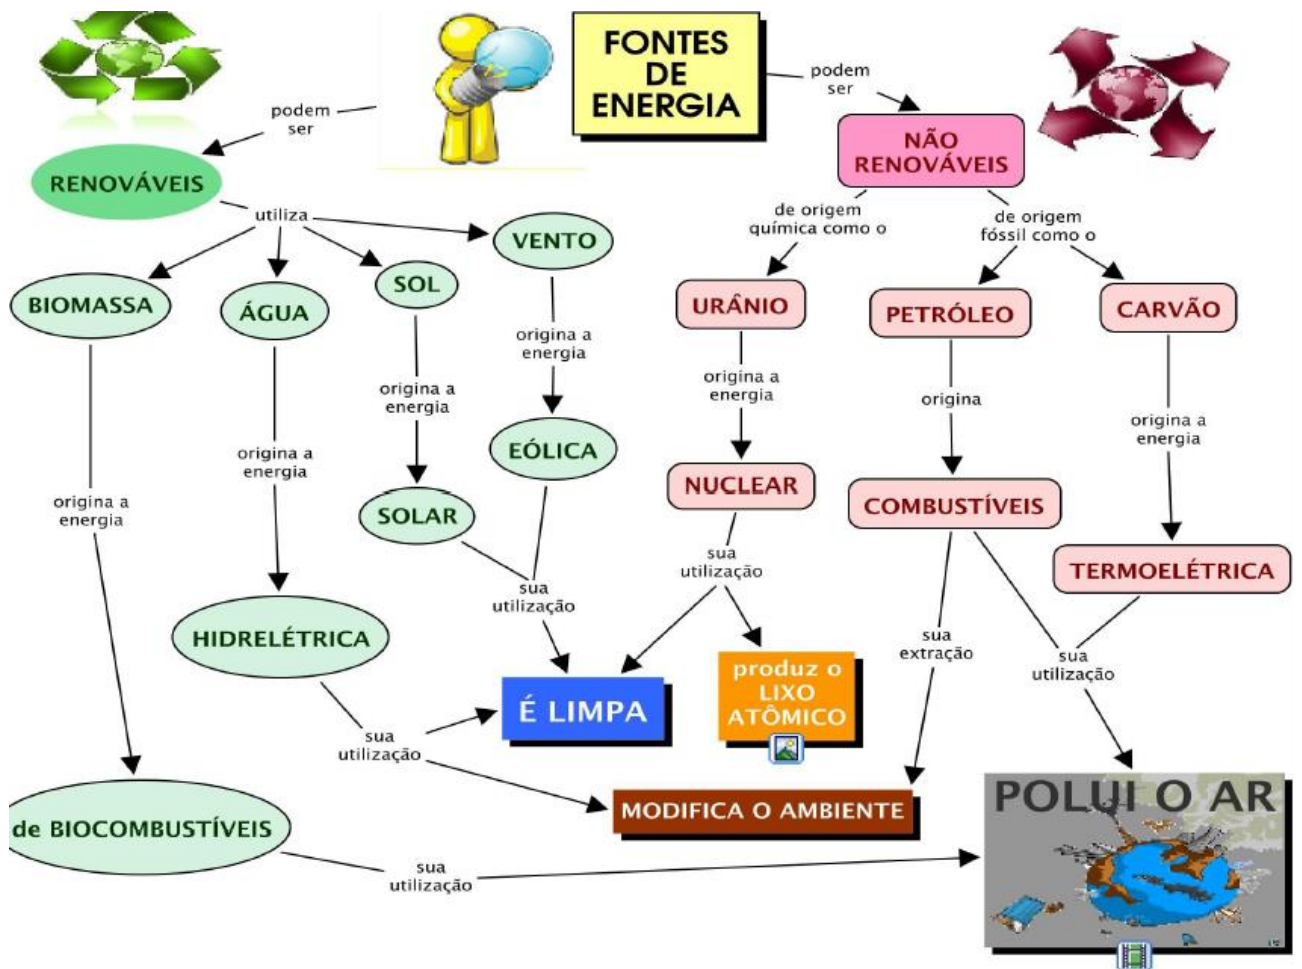 FONTES
DE
ENERGIA
podem
ser
podem
ser
NÃO
RENOVÁVEIS
RENOVÁVEIS
utiliza
de origem
química como o
de origem
fóssil como o
VENTO
SOL
BIOMASSA
ÁGUA
URÁNIO
PETRÓLEO
CARVÃO
origina a
energia
origina a
energia
origina a
energia
origina
origina a
energia
origina a
energia
origina a
energia
EÓLICA
SOLAR
NUCLEAR
COMBUSTÍVEIS
TERMOELÉTRICA
sua
utilização
sua
utilização
HIDRELÉTRICA
sua
extração
sua
utilização
É LIMPA
produz o
LIXO
ATÔMICO
sua
utilização
MODIFICA O AMBIENTE
POLUI O AR
de BIOCOMBUSTÍVEIS
sua
utilização